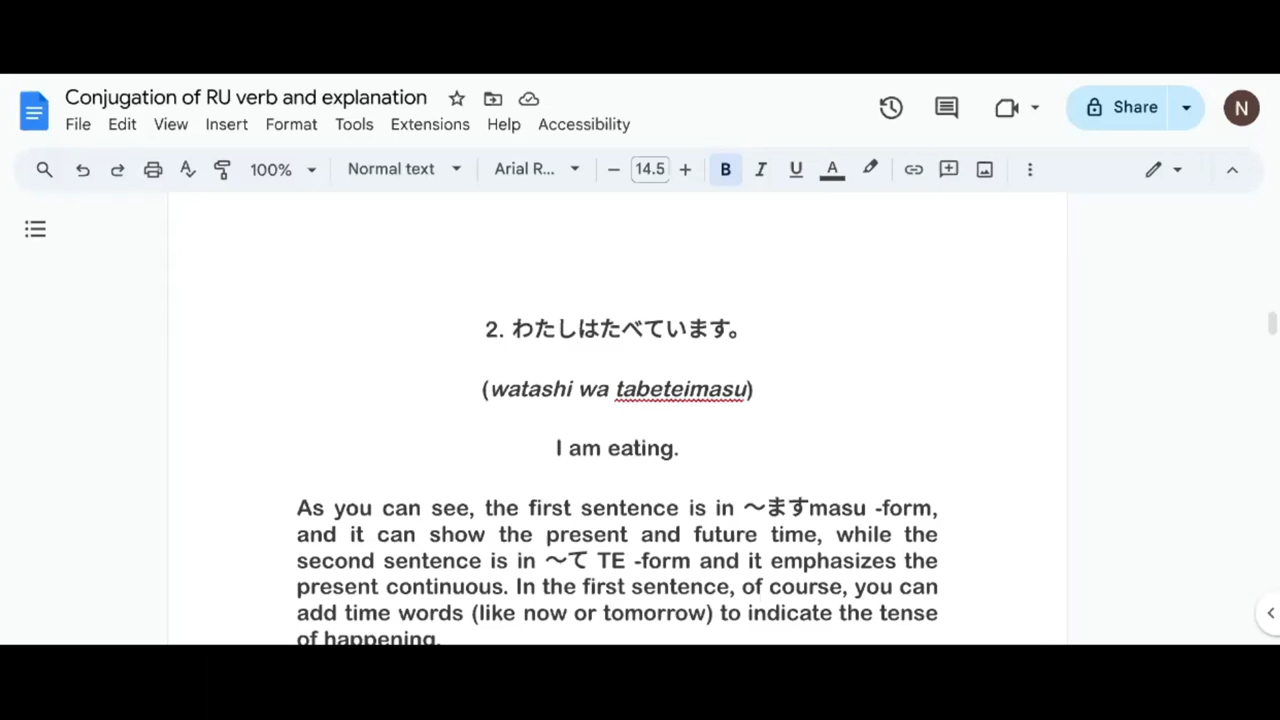 Conjugation of RU verb and explanation
File Edit View Insert Format Tools Extensions Help Accessibility
Share
N
100% Normal text Arial R... − 14.5 + B I U A
2. わたしはたべています。
(watashi wa tabeteimasu)
I am eating.
As you can see, the first sentence is in 〜ますmasu -form,
and it can show the present and future time, while the
second sentence is in 〜て TE -form and it emphasizes the
present continuous. In the first sentence, of course, you can
add time words (like now or tomorrow) to indicate the tense
of happening.